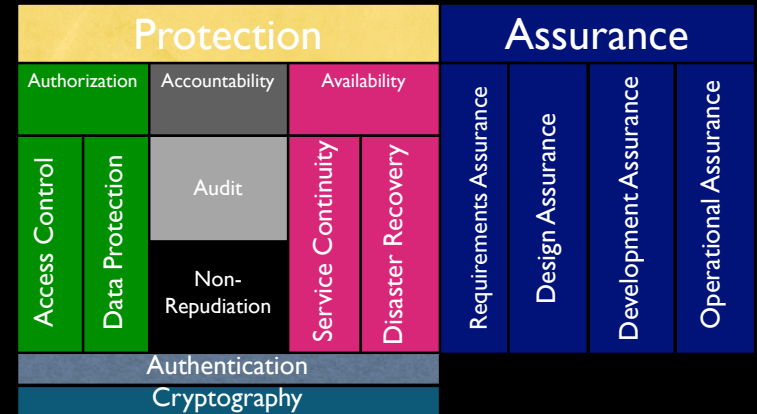 Protection
Assurance
Authorization
Accountability
Availability
Access Control
Data Protection
Audit
Non-
Repudiation
Service Continuity
Disaster Recovery
Requirements Assurance
Design Assurance
Development Assurance
Operational Assurance
Authentication
Cryptography